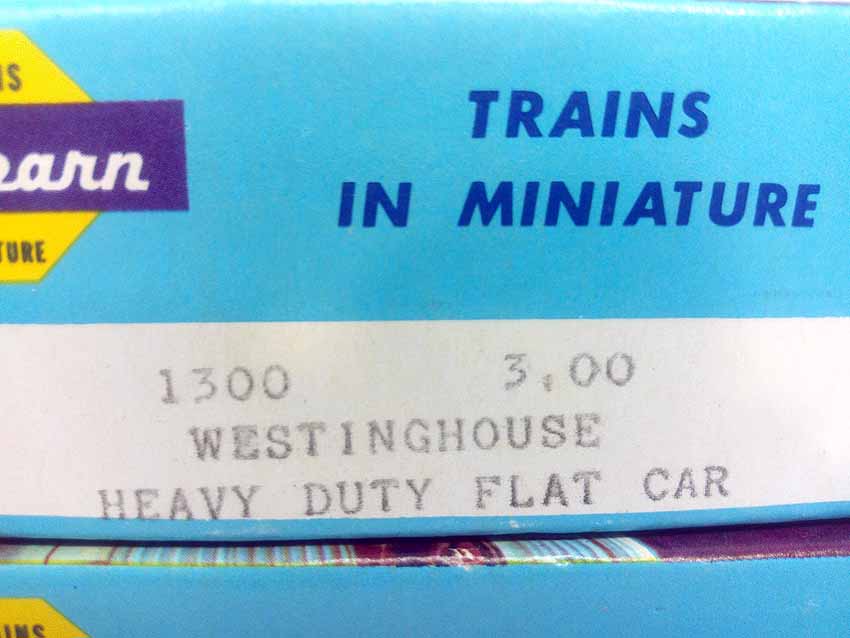 TRAINS
IN MINIATURE
1300 3.00
WESTINGHOUSE
HEAVY DUTY FLAT CAR